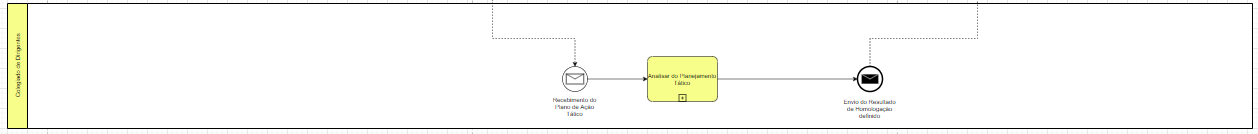 Colegiado de Dirigentes
Analisar do Planejamento
Tático
Recebimento do
Plano de Ação
Tático
Envio do Resultado
de Homologação
definido